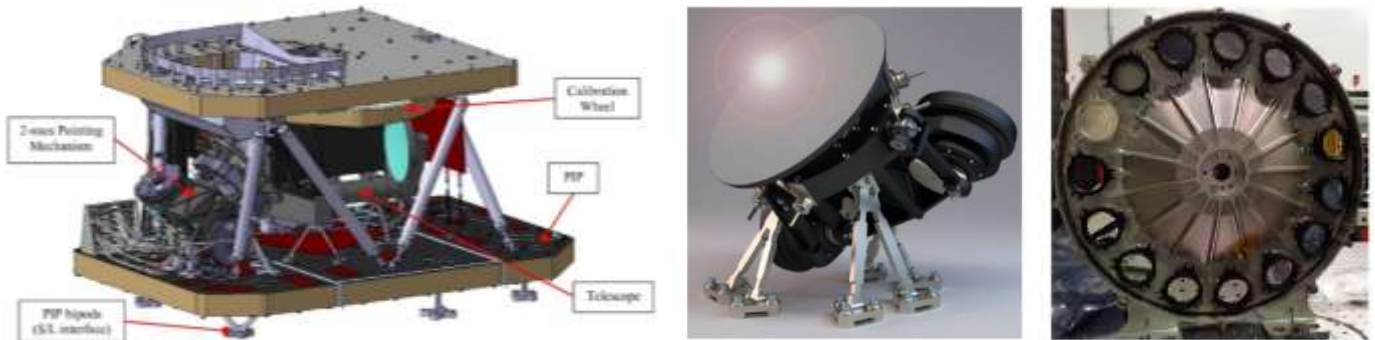 Calibration
Wheel
2-axes Pointing
Mechanism
PIP
Telescope
PIP bipods
(S/L interface)